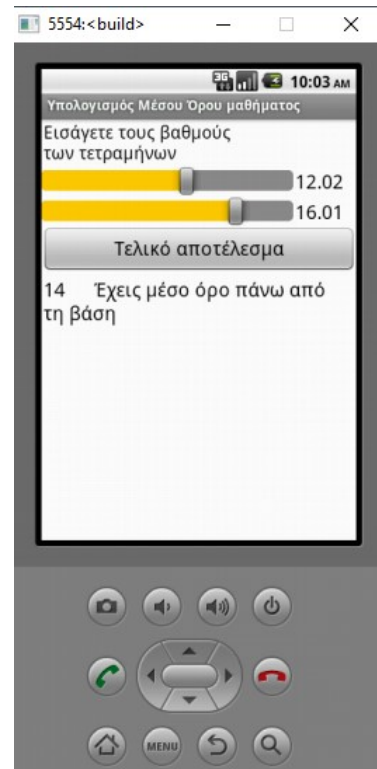 5554:<build>
3G
10:03 AM
Υπολογισμός Μέσου Όρου μαθήματος
Εισάγετε τους βαθμούς
των τετραμήνων
12.02
16.01
Τελικό αποτέλεσμα
14 Έχεις μέσο όρο πάνω από
τη βάση
MENU